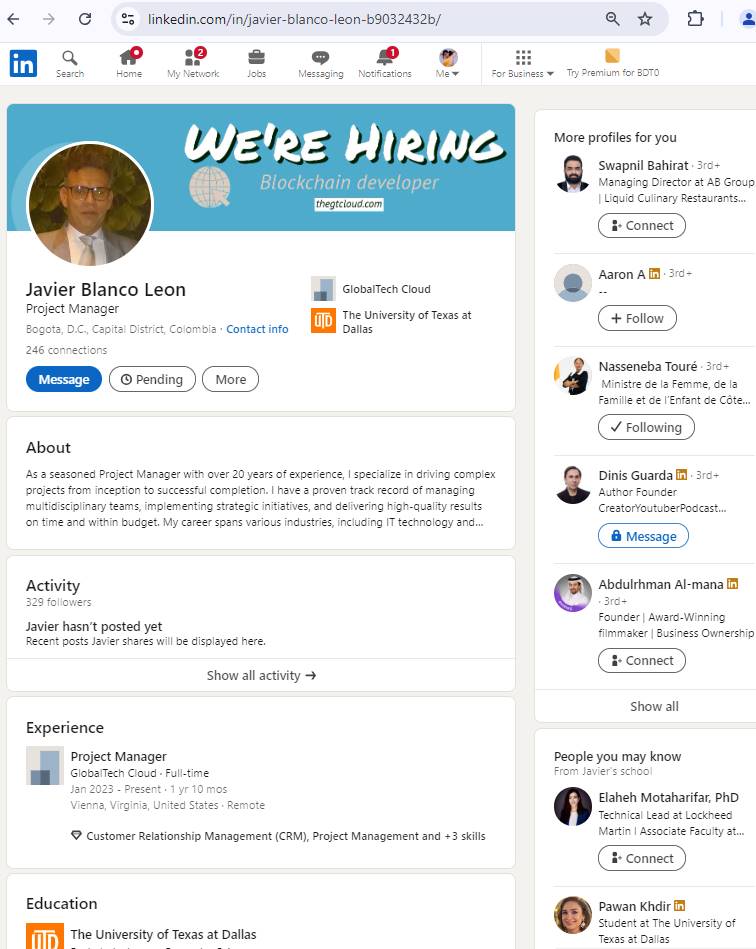 linkedin.com/in/javier-blanco-leon-b9032432b/
in
Search
Home
2
My Network
Jobs
Messaging
1
Notifications
Me
For Business
Try Premium for BDT0
WE'RE HIRING
Blockchain developer
thegtcloud.com
Javier Blanco Leon
Project Manager
Bogota, D.C., Capital District, Colombia · Contact info
246 connections
GlobalTech Cloud
The University of Texas at
Dallas
Message
Pending
More
About
As a seasoned Project Manager with over 20 years of experience, I specialize in driving complex
projects from inception to successful completion. I have a proven track record of managing
multidisciplinary teams, implementing strategic initiatives, and delivering high-quality results
on time and within budget. My career spans various industries, including IT technology and...
Activity
329 followers
Javier hasn't posted yet
Recent posts Javier shares will be displayed here.
Show all activity →
Experience
Project Manager
GlobalTech Cloud · Full-time
Jan 2023 - Present · 1 yr 10 mos
Vienna, Virginia, United States · Remote
Customer Relationship Management (CRM), Project Management and +3 skills
Education
UTD
The University of Texas at Dallas
More profiles for you
Swapnil Bahirat · 3rd+
Managing Director at AB Group
| Liquid Culinary Restaurants...
Connect
Aaron A in · 3rd+
--
+ Follow
Nasseneba Touré · 3rd+
Ministre de la Femme, de la
Famille et de l'Enfant de Côte...
Following
Dinis Guarda in · 3rd+
Author Founder
CreatorYoutuberPodcast...
Message
Abdulrhman Al-mana in
· 3rd+
Founder | Award-Winning
filmmaker | Business Ownership
Connect
Show all
People you may know
From Javier's school
Elaheh Motaharifar, PhD
Technical Lead at Lockheed
Martin I Associate Faculty at...
Connect
Pawan Khdir in
Student at The University of
Texas at Dallas